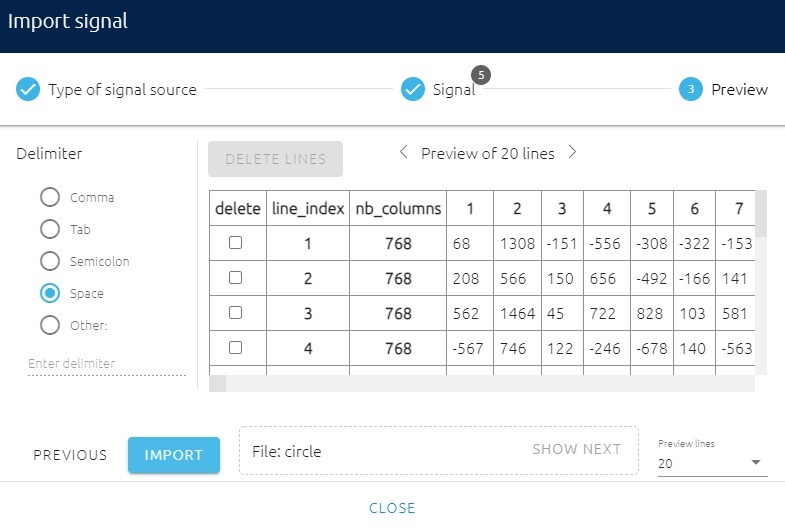 Import signal
Type of signal source
Signal
5
3
Preview
Delimiter
Comma
Tab
Semicolon
Space
Other:
Enter delimiter
DELETE LINES
Preview of 20 lines
delete line_index nb_columns 1 2 3 4 5 6 7
1 768 68 1308 -151 -556 -308 -322 -153
2 768 208 566 150 656 -492 -166 141
3 768 562 1464 45 722 828 103 581
4 768 -567 746 122 -246 -678 140 -563
PREVIOUS
IMPORT
File: circle
SHOW NEXT
Preview lines
20
CLOSE